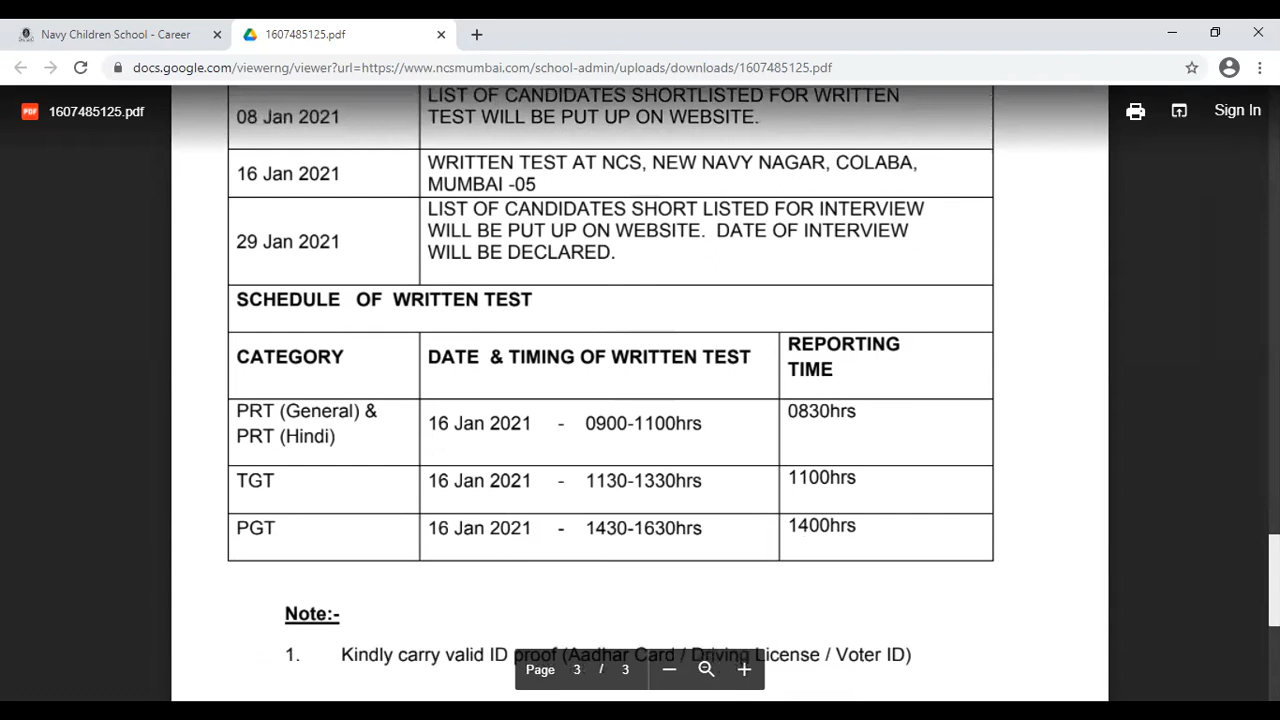 Navy Children School - Career
1607485125.pdf
docs.google.com/viewerng/viewer?url=https://www.ncsmumbai.com/school-admin/uploads/downloads/1607485125.pdf
1607485125.pdf
Sign In
08 Jan 2021
LIST OF CANDIDATES SHORTLISTED FOR WRITTEN
TEST WILL BE PUT UP ON WEBSITE.
16 Jan 2021
WRITTEN TEST AT NCS, NEW NAVY NAGAR, COLABA,
MUMBAI -05
29 Jan 2021
LIST OF CANDIDATES SHORT LISTED FOR INTERVIEW
WILL BE PUT UP ON WEBSITE. DATE OF INTERVIEW
WILL BE DECLARED.
SCHEDULE OF WRITTEN TEST
CATEGORY
DATE & TIMING OF WRITTEN TEST
REPORTING
TIME
PRT (General) &
PRT (Hindi)
16 Jan 2021 - 0900-1100hrs
0830hrs
TGT
16 Jan 2021 - 1130-1330hrs
1100hrs
PGT
16 Jan 2021 - 1430-1630hrs
1400hrs
Note:-
1. Kindly carry valid ID proof (Aadhar Card / Driving License / Voter ID)
Page 3 / 3